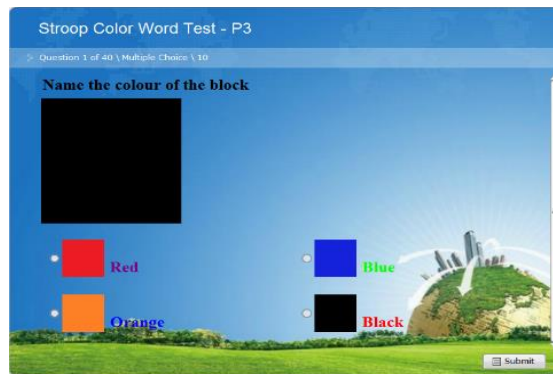 Stroop Color Word Test - P3
Question 1 of 40 \ Multiple Choice \ 10
Name the colour of the block
Red
Blue
Orange
Black
Submit